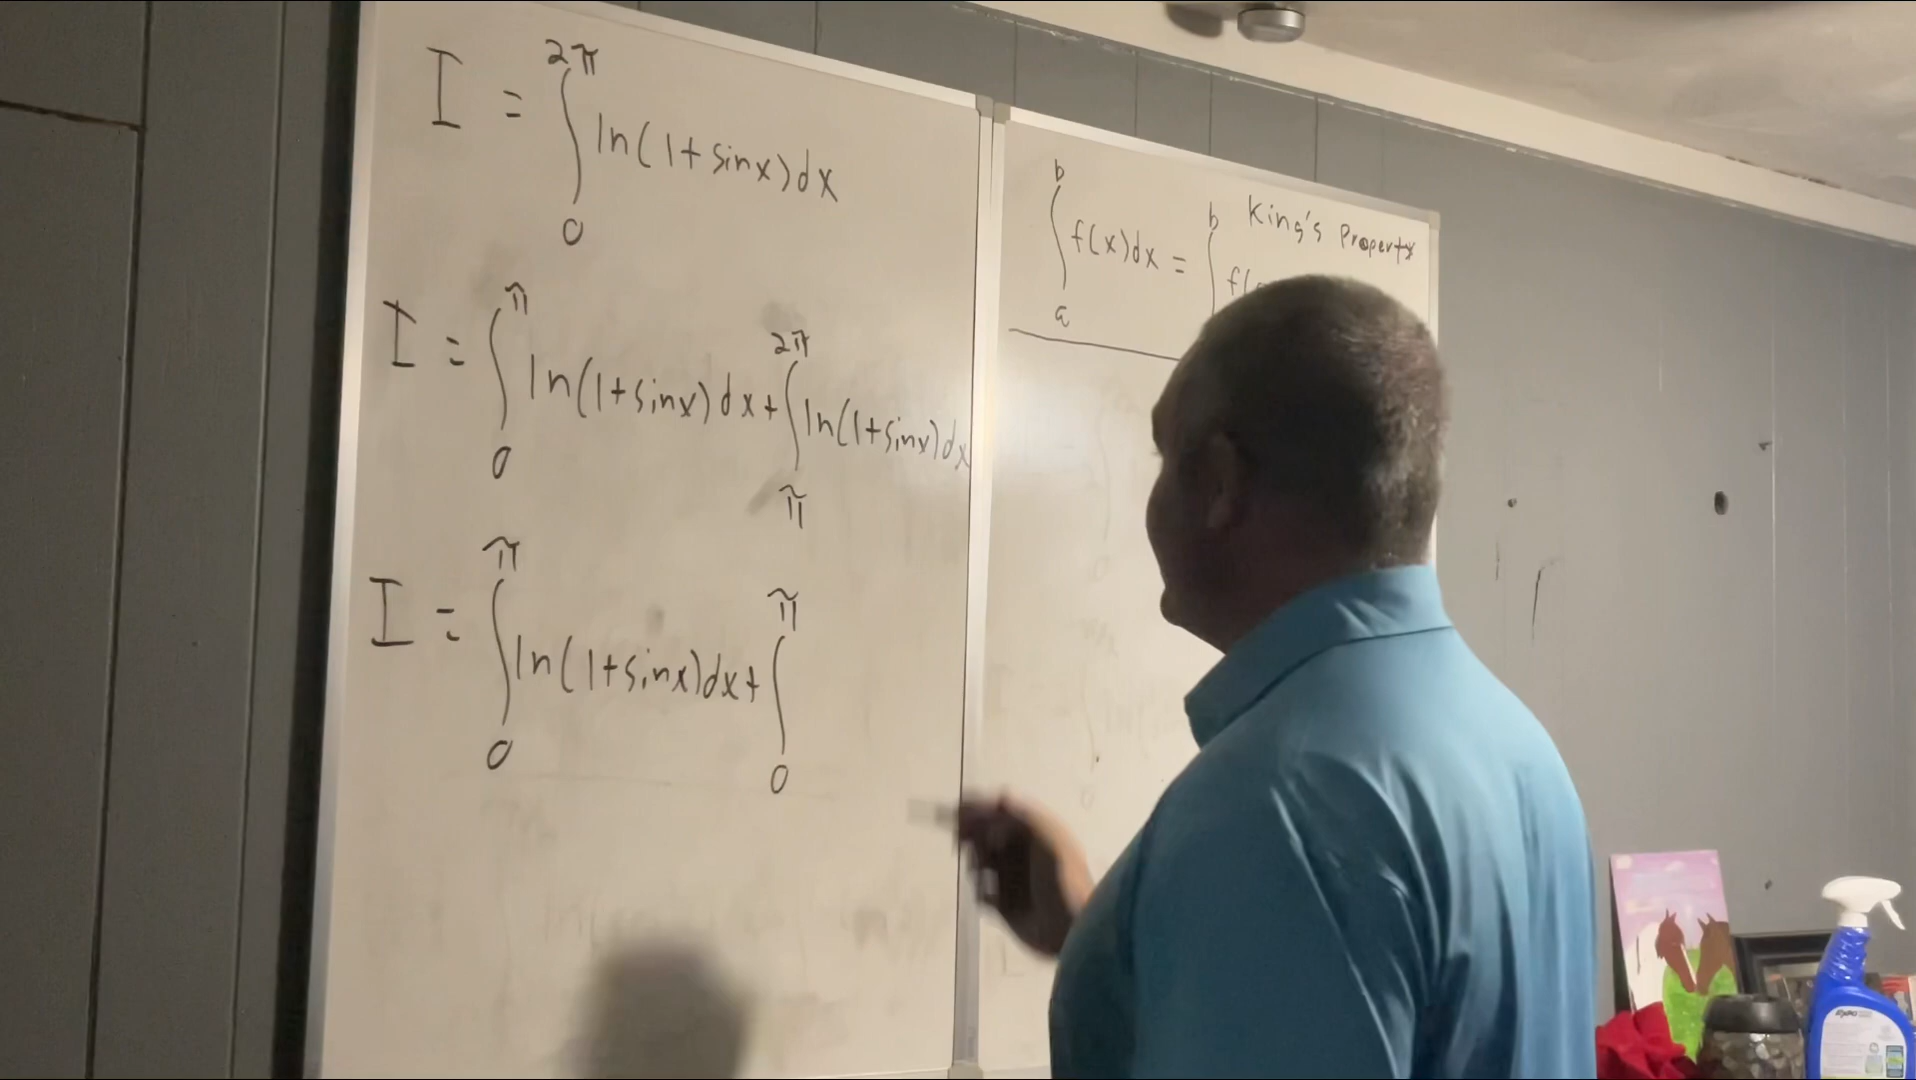 I = ∫₀^2π ln(1+sinx)dx
I = ∫₀^π ln(1+sinx)dx + ∫_π^2π ln(1+sinx)dx
I = ∫₀^π ln(1+sinx)dx + ∫₀^π
King's Property
∫ₐ^b f(x)dx = ∫^b f(
EXPO